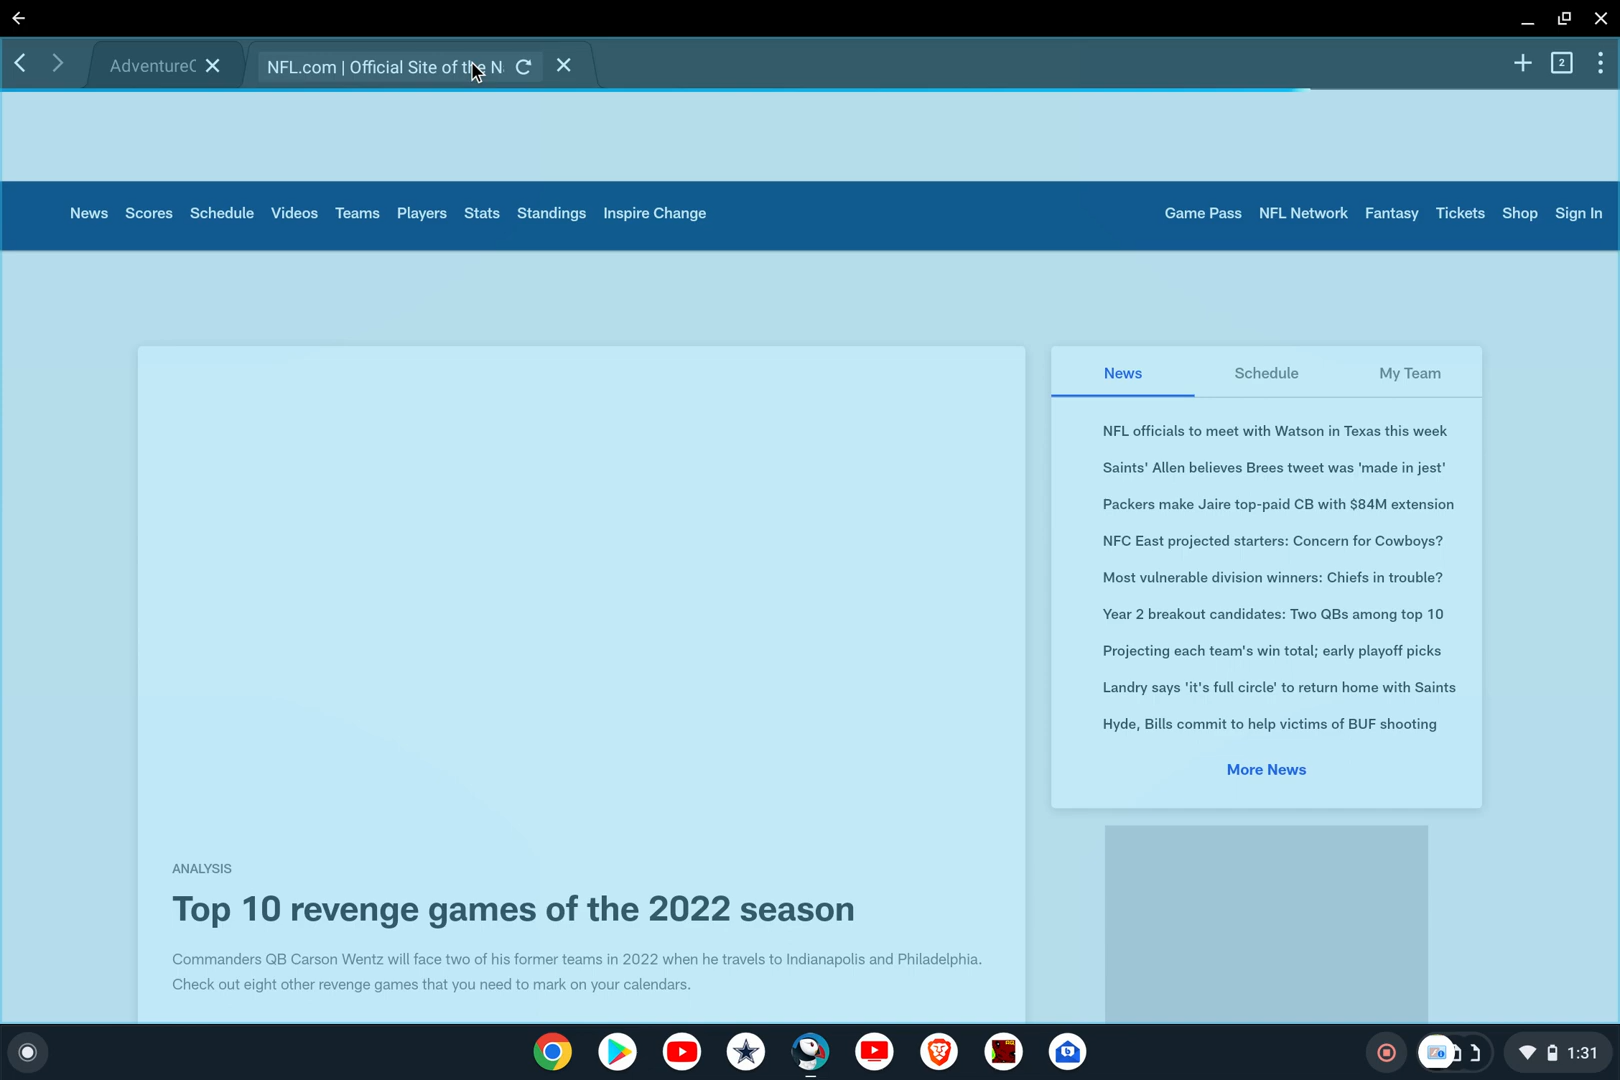 AdventureC
NFL.com | Official Site of the N
2
News Scores Schedule Videos Teams Players Stats Standings Inspire Change
Game Pass NFL Network Fantasy Tickets Shop Sign In
News Schedule My Team
NFL officials to meet with Watson in Texas this week
Saints' Allen believes Brees tweet was 'made in jest'
Packers make Jaire top-paid CB with $84M extension
NFC East projected starters: Concern for Cowboys?
Most vulnerable division winners: Chiefs in trouble?
Year 2 breakout candidates: Two QBs among top 10
Projecting each team's win total; early playoff picks
Landry says 'it's full circle' to return home with Saints
Hyde, Bills commit to help victims of BUF shooting
More News
ANALYSIS
Top 10 revenge games of the 2022 season
Commanders QB Carson Wentz will face two of his former teams in 2022 when he travels to Indianapolis and Philadelphia.
Check out eight other revenge games that you need to mark on your calendars.
1:31